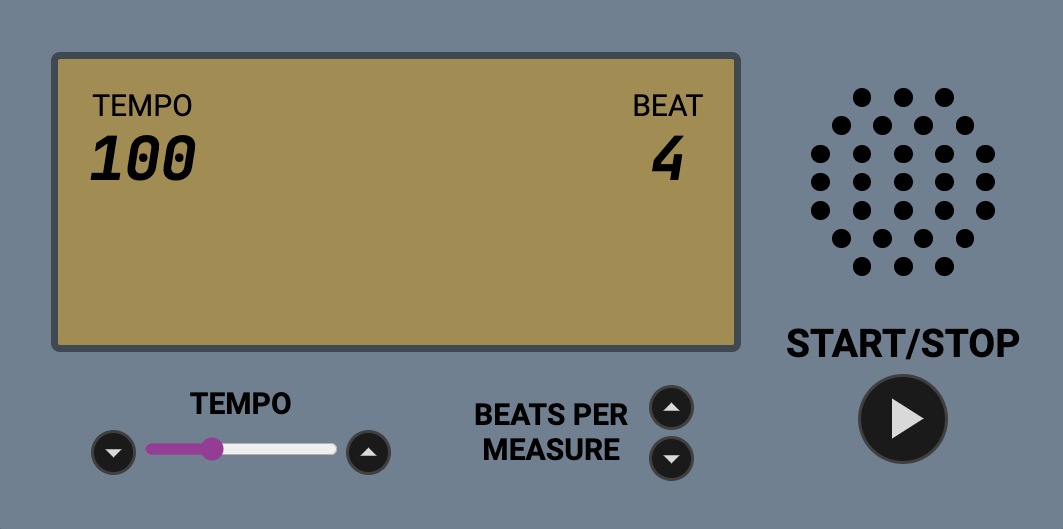 TEMPO
BEAT
100
4
START/STOP
TEMPO
BEATS PER
MEASURE